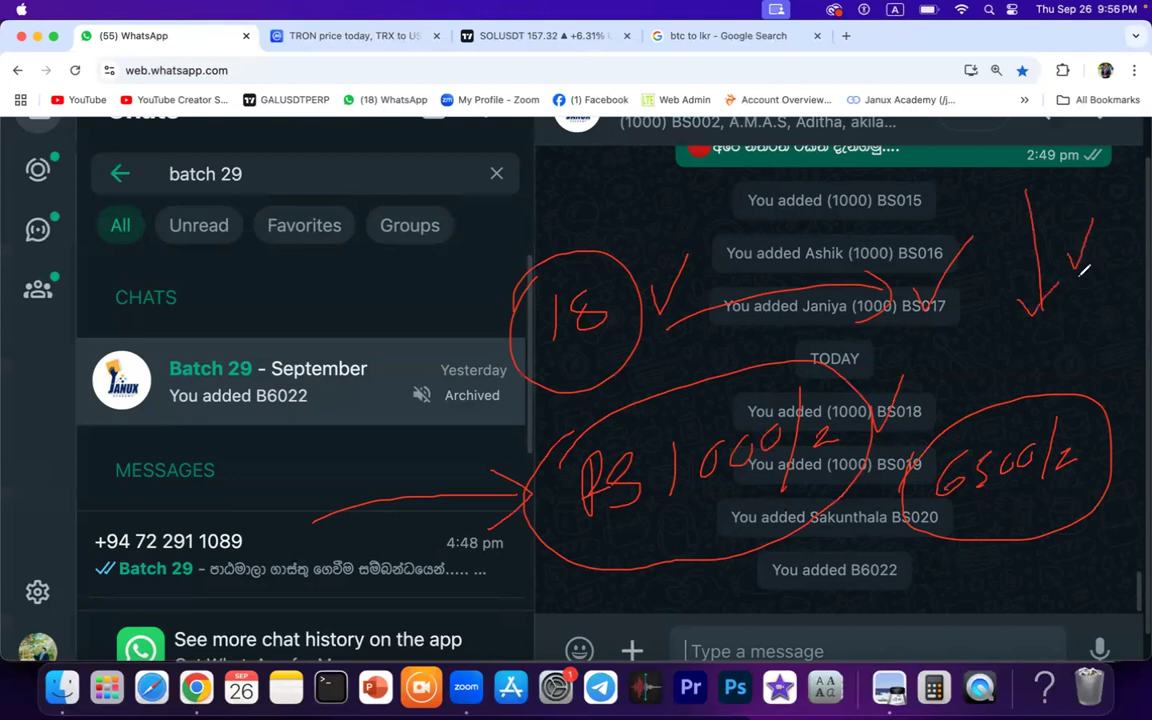 Thu Sep 26 9:56 PM
(55) WhatsApp
TRON price today, TRX to US
SOLUSDT 157.32 ▲ +6.31% U
btc to lkr - Google Search
web.whatsapp.com
YouTube
YouTube Creator S...
GALUSDTPERP
(18) WhatsApp
My Profile - Zoom
(1) Facebook
Web Admin
Account Overview...
Janux Academy (/j...
All Bookmarks
Chats
(1000) BS002, A.M.A.S, Aditha, akila...
batch 29
2:49 pm
All
Unread
Favorites
Groups
You added (1000) BS015
You added Ashik (1000) BS016
CHATS
You added Janiya (1000) BS017
18
TODAY
Batch 29 - September
Yesterday
You added B6022
Archived
You added (1000) BS018
RS 1000/=
You added (1000) BS019
6500/=
MESSAGES
You added Sakunthala BS020
+94 72 291 1089
4:48 pm
Batch 29 - පාඨමාලා ගාස්තු ගෙවීම සම්බන්ධයෙන්..... ...
You added B6022
See more chat history on the app
Type a message
SEP
26